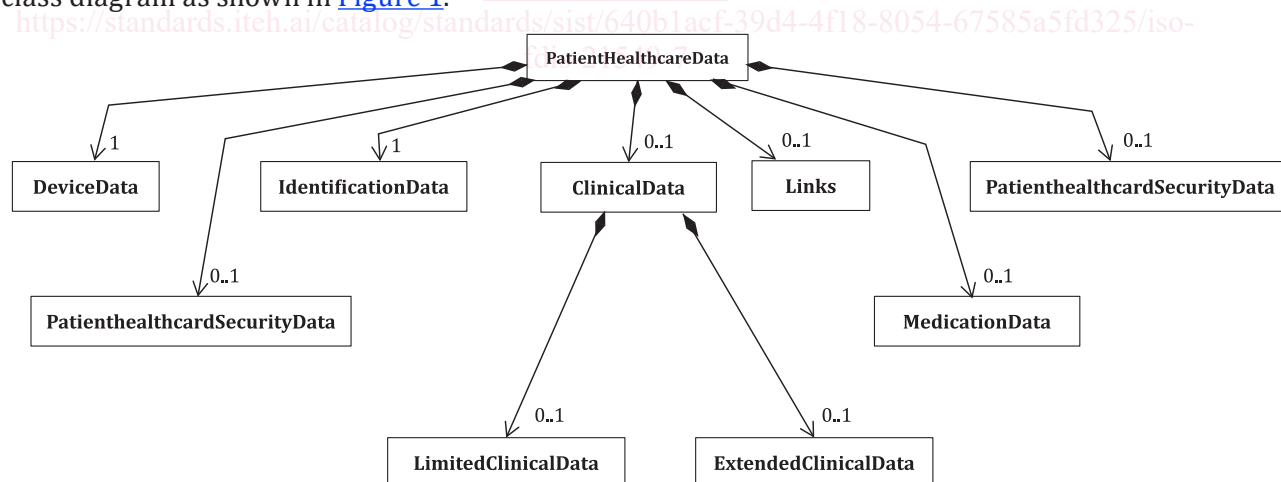 class diagram as shown in Figure 1.
https://standards.iteh.ai/catalog/standards/sist/640b1acf-39d4-4f18-8054-67585a5fd325/iso-
PatientHealthcareData
1
1
0..1
0..1
0..1
DeviceData
IdentificationData
ClinicalData
Links
PatienthealthcardSecurityData
0..1
0..1
PatienthealthcardSecurityData
MedicationData
0..1
0..1
LimitedClinicalData
ExtendedClinicalData